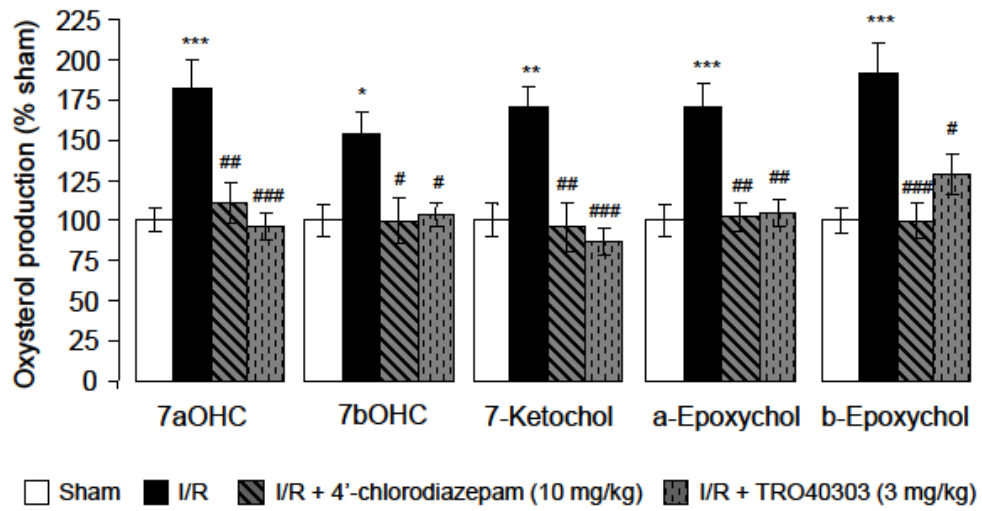 Oxysterol production (% sham)
225
200
175
150
125
100
75
50
25
0
***
##
###
*
#
#
**
##
###
***
##
##
***
###
#
7aOHC
7bOHC
7-Ketochol
a-Epoxychol
b-Epoxychol
Sham
I/R
I/R + 4'-chlorodiazepam (10 mg/kg)
I/R + TRO40303 (3 mg/kg)